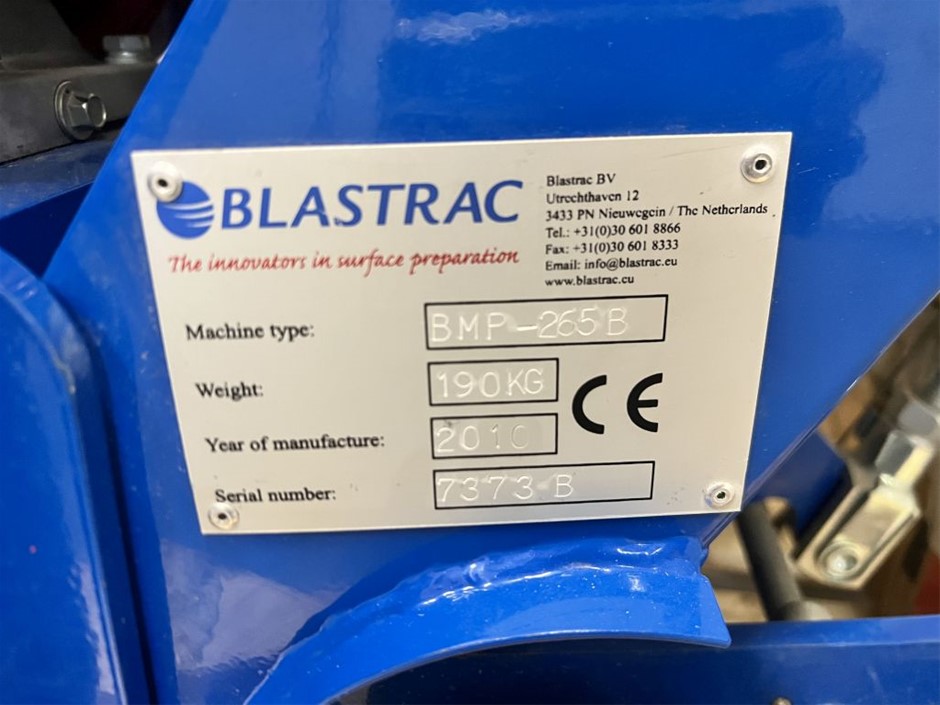 BLASTRAC
The innovators in surface preparation
Blastrac BV
Utrechthaven 12
3433 PN Nieuwegein / The Netherlands
Tel.: +31(0)30 601 8866
Fax: +31(0)30 601 8333
Email: info@blastrac.eu
www.blastrac.eu
Machine type: BMP-265B
Weight: 190KG
CE
Year of manufacture: 2010
Serial number: 7373 B